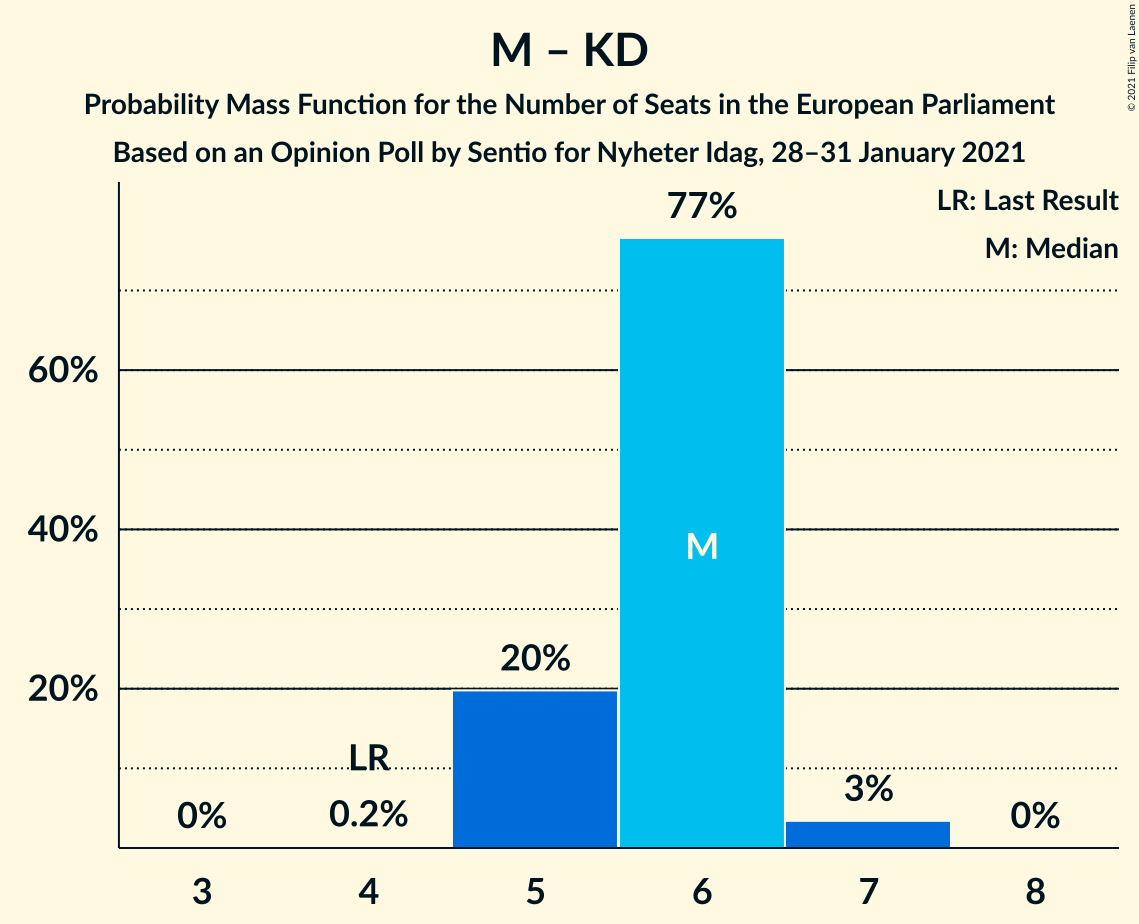 M – KD
Probability Mass Function for the Number of Seats in the European Parliament
Based on an Opinion Poll by Sentio for Nyheter Idag, 28–31 January 2021
© 2021 Filip van Laenen
LR: Last Result
M: Median
77%
60%
40%
M
20%
20%
LR
0%
0.2%
3%
0%
3
4
5
6
7
8